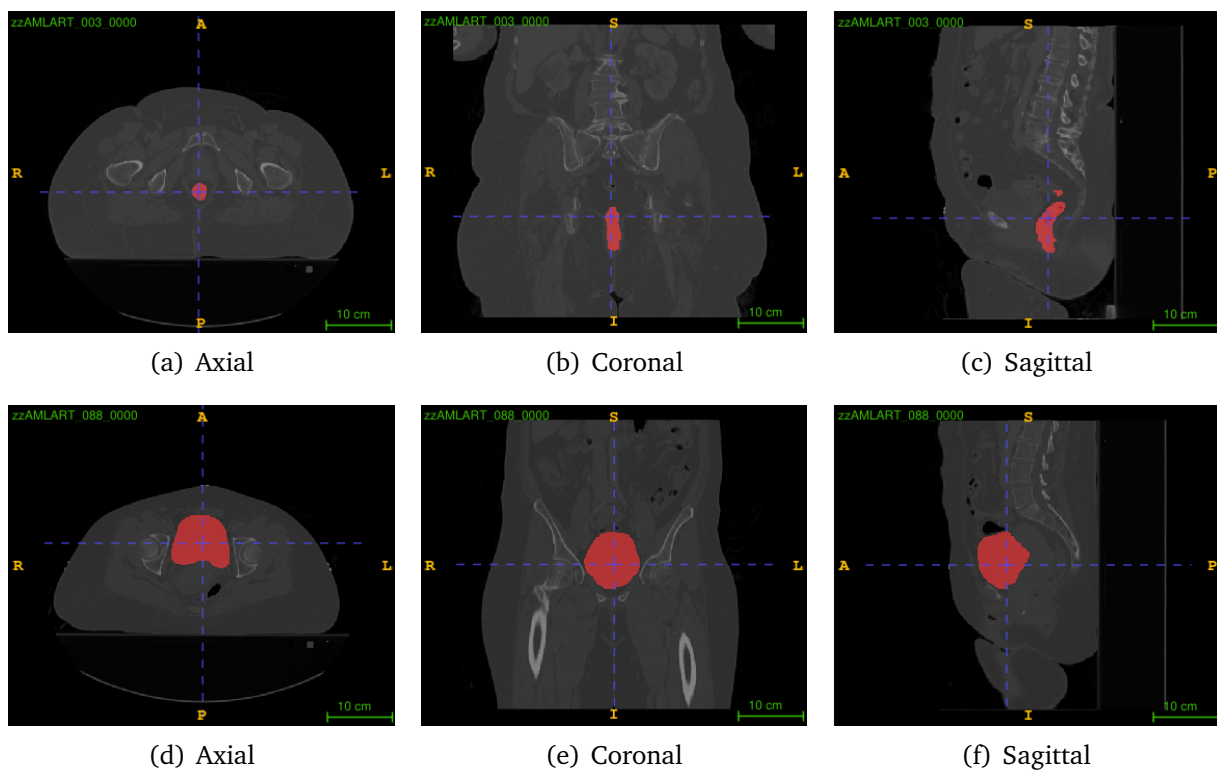 zzAMLART_003_0000
A
R
L
P
10 cm
(a) Axial
zzAMLART_003_0000
S
R
L
I
10 cm
(b) Coronal
zzAMLART_003_0000
S
A
P
I
10 cm
(c) Sagittal
zzAMLART_088_0000
A
R
L
P
10 cm
(d) Axial
zzAMLART_088_0000
S
R
L
I
10 cm
(e) Coronal
zzAMLART_088_0000
S
A
P
I
10 cm
(f) Sagittal